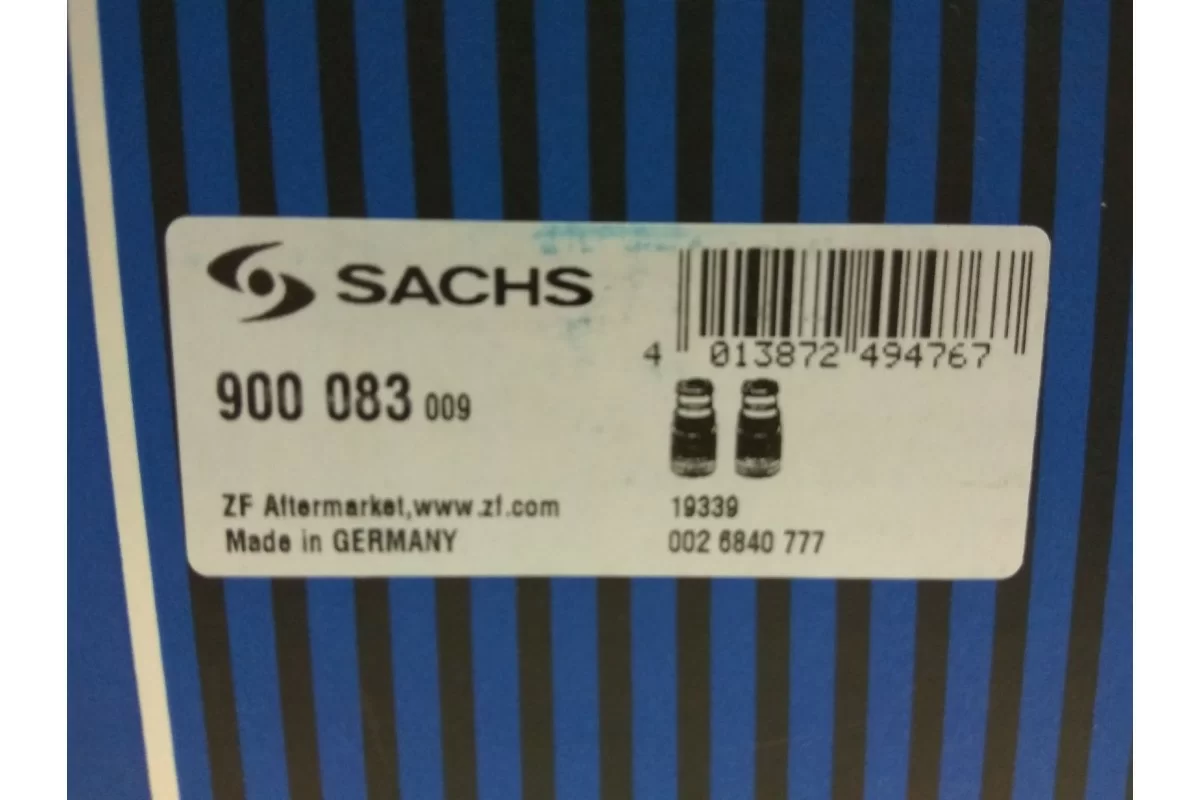 SACHS
4 013872 494767
900 083 009
ZF Aftermarket,www.zf.com
Made in GERMANY
19339
002 6840 777